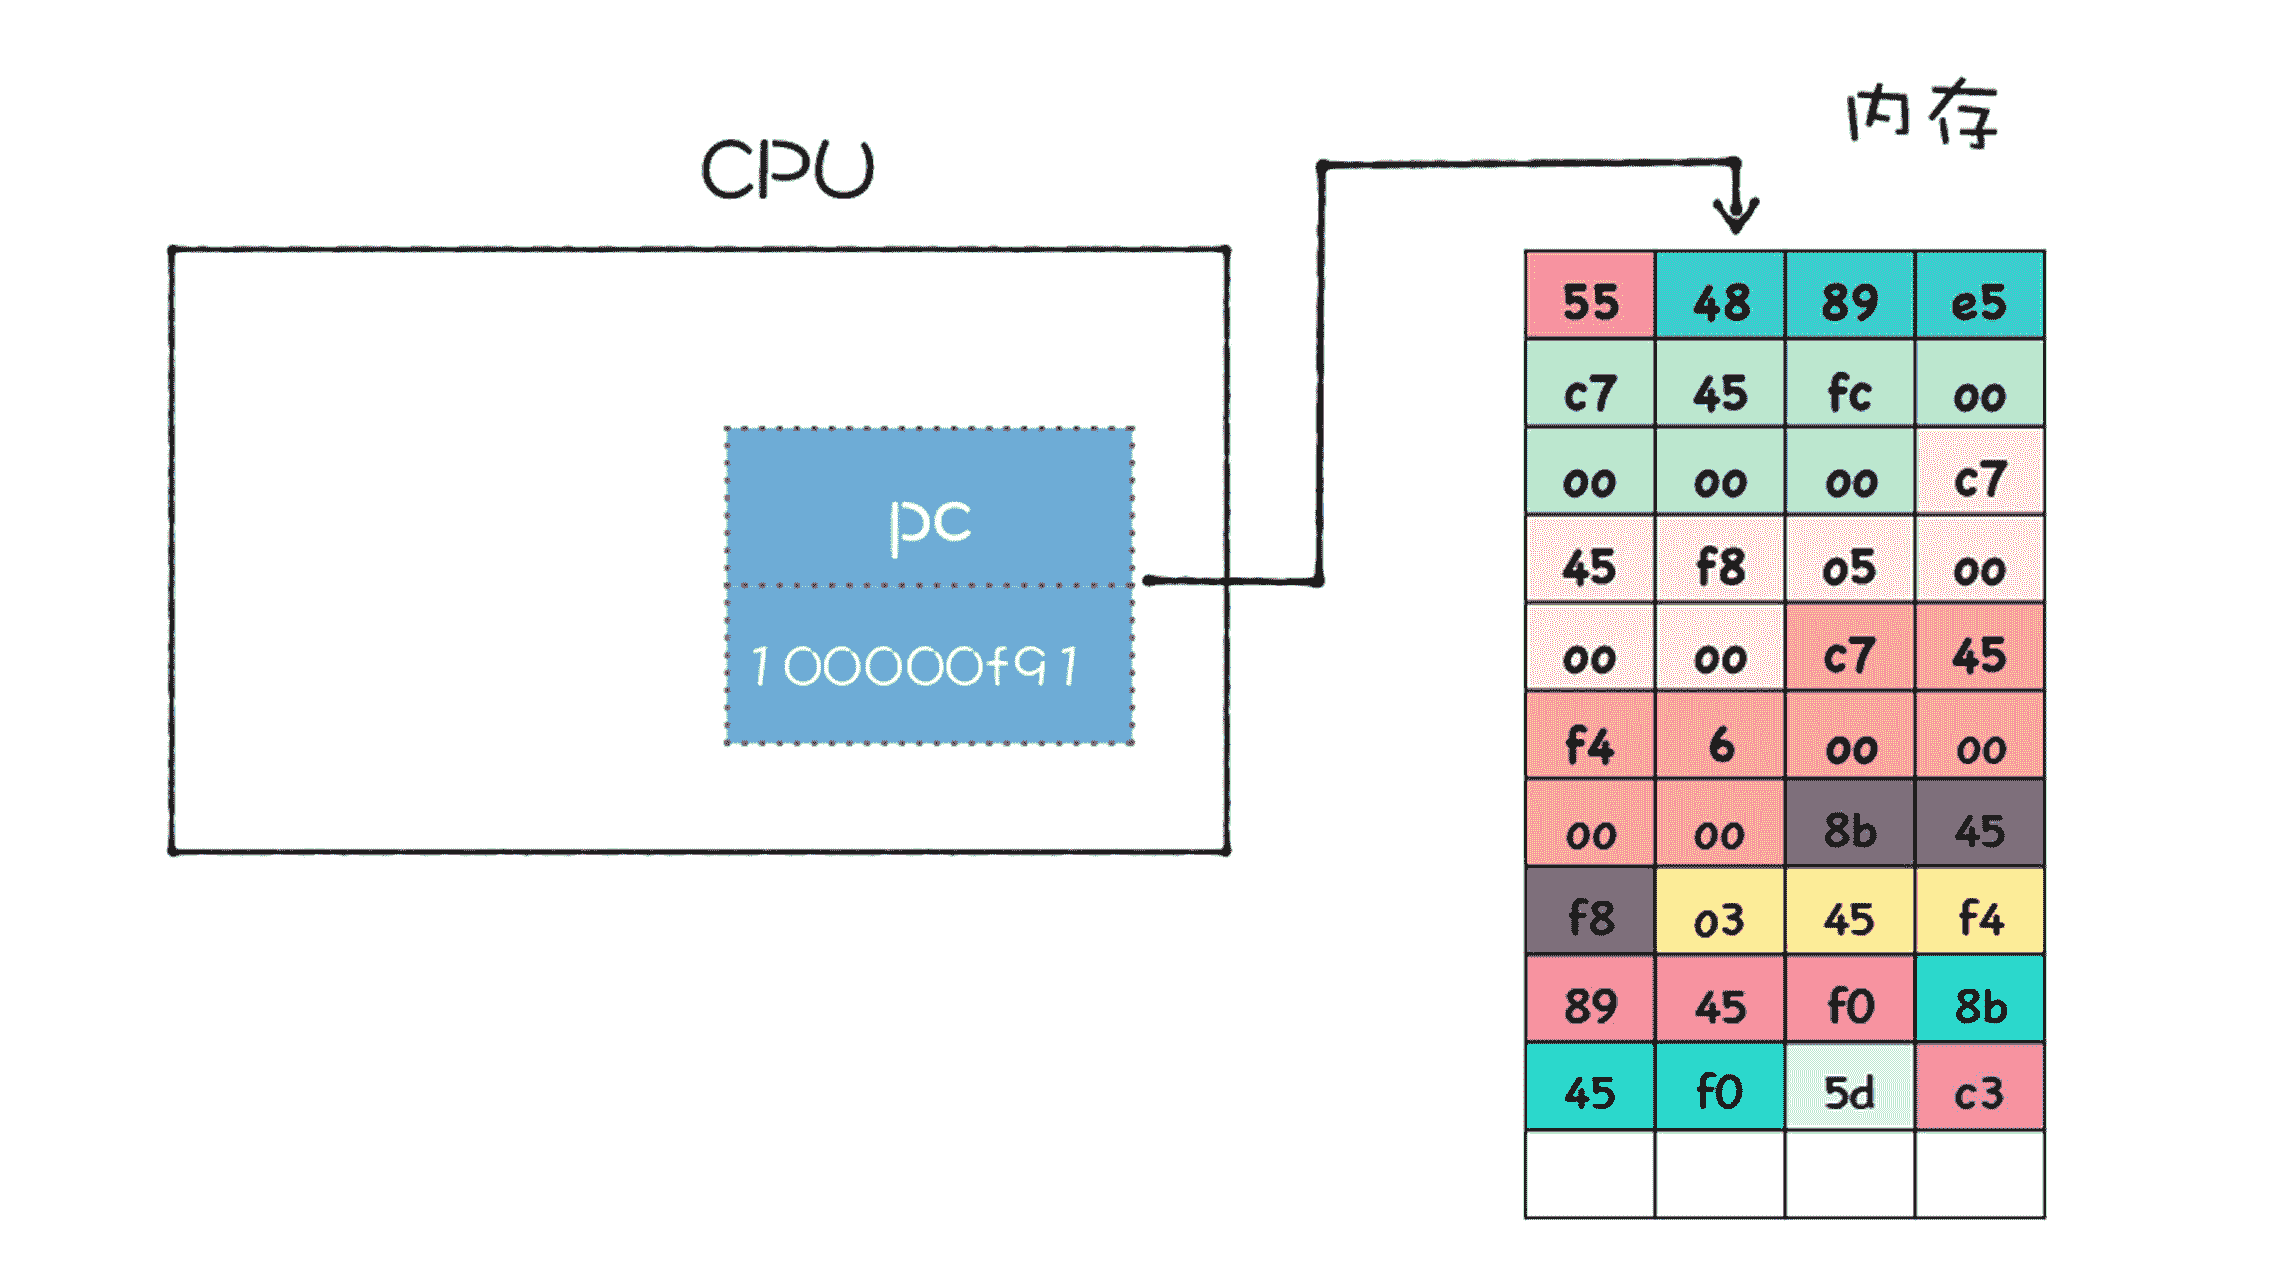 内存
CPU
pc
100000f91
55 48 89 e5
c7 45 fc 00
00 00 00 c7
45 f8 05 00
00 00 c7 45
f4 6 00 00
00 00 8b 45
f8 03 45 f4
89 45 f0 8b
45 f0 5d c3